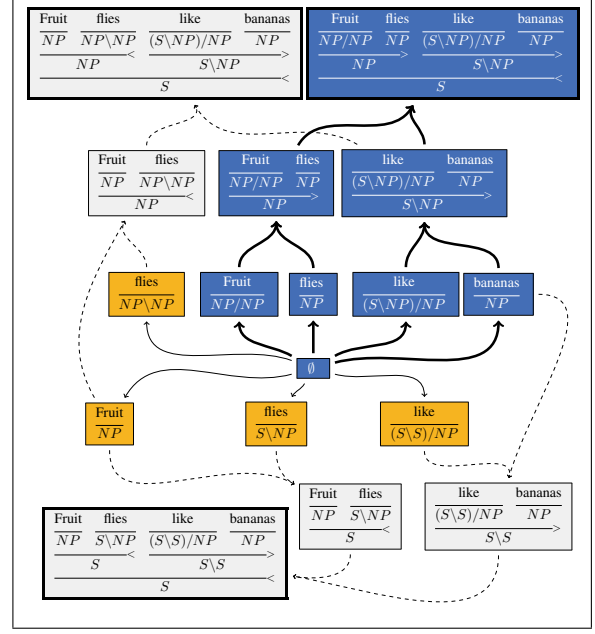 Fruit flies like bananas
NP NP\NP (S\NP)/NP NP
< >
NP S\NP
<
S
Fruit flies like bananas
NP/NP NP (S\NP)/NP NP
> >
NP S\NP
<
S
Fruit flies
NP NP\NP
<
NP
Fruit flies
NP/NP NP
>
NP
like bananas
(S\NP)/NP NP
>
S\NP
flies
NP\NP
Fruit
NP/NP
flies
NP
like
(S\NP)/NP
bananas
NP
∅
Fruit
NP
flies
S\NP
like
(S\S)/NP
Fruit flies
NP S\NP
<
S
like bananas
(S\S)/NP NP
>
S\S
Fruit flies like bananas
NP S\NP (S\S)/NP NP
< >
S S\S
<
S